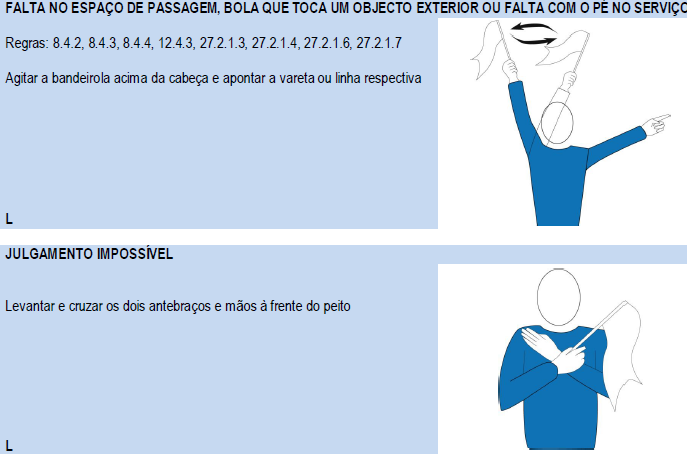 FALTA NO ESPAÇO DE PASSAGEM, BOLA QUE TOCA UM OBJECTO EXTERIOR OU FALTA COM O PÉ NO SERVIÇO
Regras: 8.4.2, 8.4.3, 8.4.4, 12.4.3, 27.2.1.3, 27.2.1.4, 27.2.1.6, 27.2.1.7
Agitar a bandeirola acima da cabeça e apontar a vareta ou linha respectiva
L
JULGAMENTO IMPOSSÍVEL
Levantar e cruzar os dois antebraços e mãos à frente do peito
L